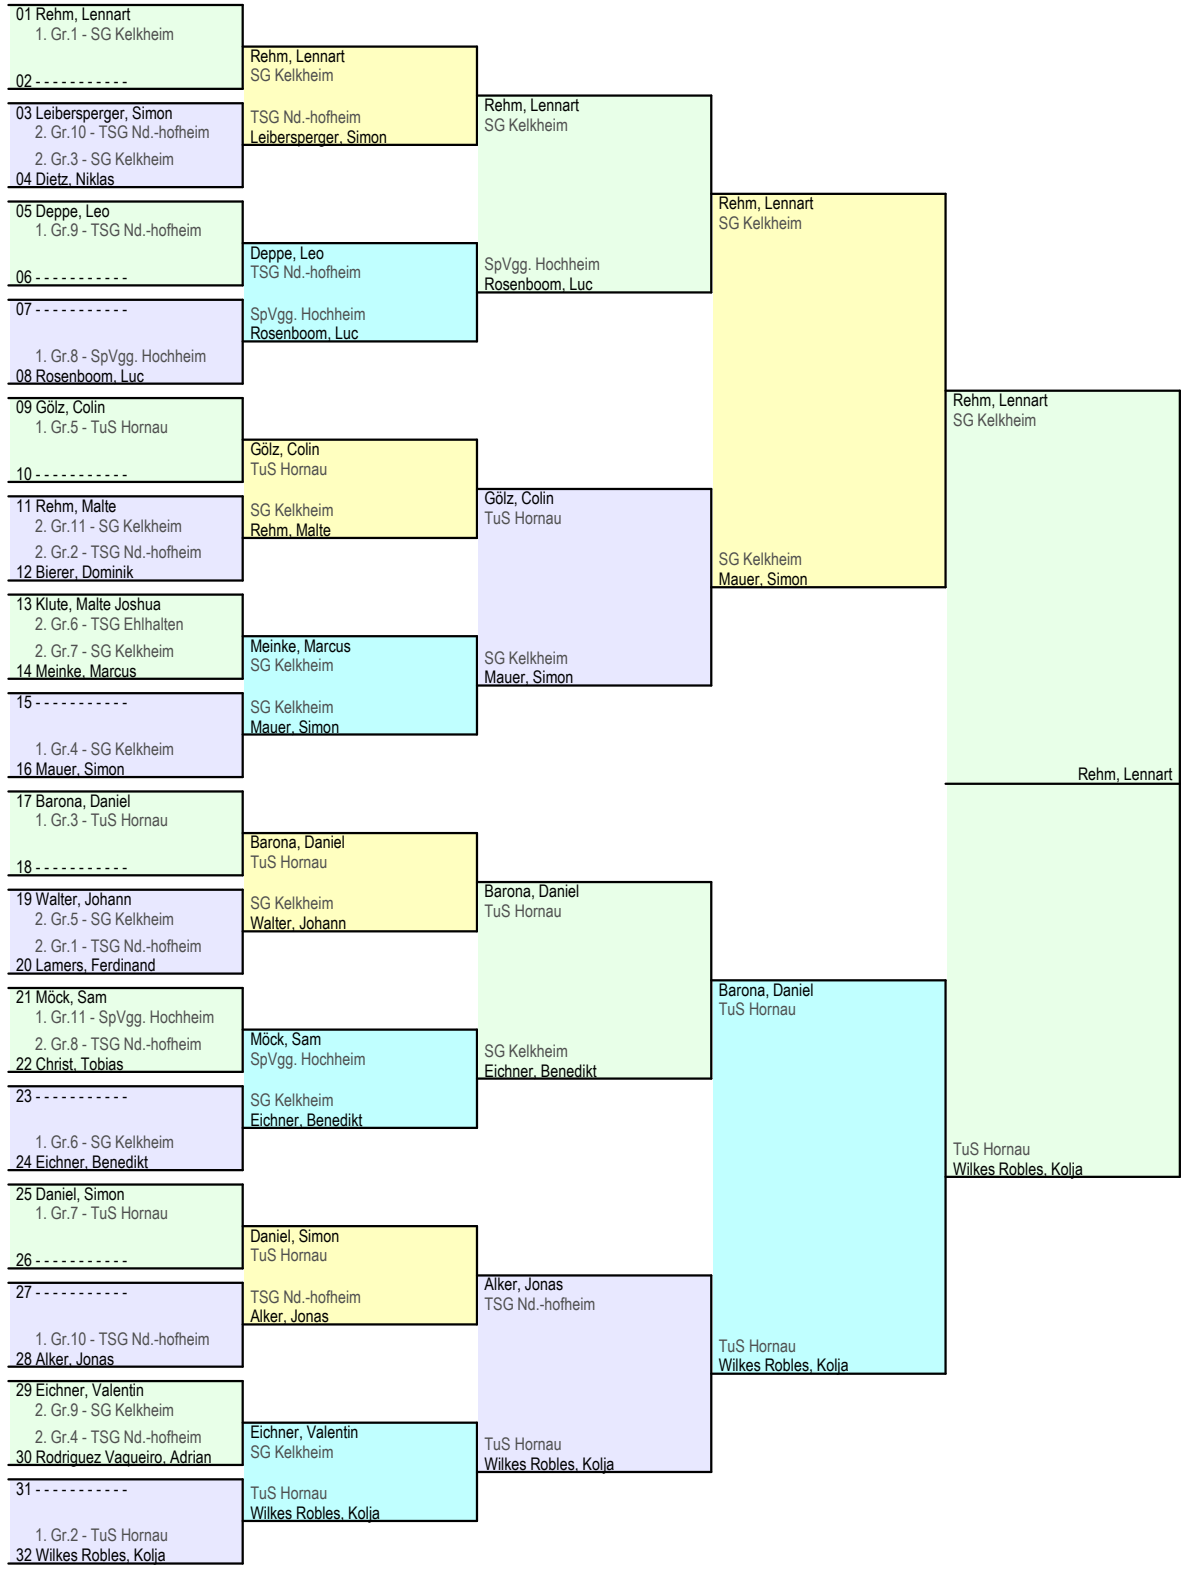 01 Rehm, Lennart
1. Gr.1 - SG Kelkheim
02 - - - - - - - - - - -
03 Leibersperger, Simon
2. Gr.10 - TSG Nd.-hofheim
2. Gr.3 - SG Kelkheim
04 Dietz, Niklas
05 Deppe, Leo
1. Gr.9 - TSG Nd.-hofheim
06 - - - - - - - - - - -
07 - - - - - - - - - - -
1. Gr.8 - SpVgg. Hochheim
08 Rosenboom, Luc
09 Gölz, Colin
1. Gr.5 - TuS Hornau
10 - - - - - - - - - - -
11 Rehm, Malte
2. Gr.11 - SG Kelkheim
2. Gr.2 - TSG Nd.-hofheim
12 Bierer, Dominik
13 Klute, Malte Joshua
2. Gr.6 - TSG Ehlhalten
2. Gr.7 - SG Kelkheim
14 Meinke, Marcus
15 - - - - - - - - - - -
1. Gr.4 - SG Kelkheim
16 Mauer, Simon
17 Barona, Daniel
1. Gr.3 - TuS Hornau
18 - - - - - - - - - - -
19 Walter, Johann
2. Gr.5 - SG Kelkheim
2. Gr.1 - TSG Nd.-hofheim
20 Lamers, Ferdinand
21 Möck, Sam
1. Gr.11 - SpVgg. Hochheim
2. Gr.8 - TSG Nd.-hofheim
22 Christ, Tobias
23 - - - - - - - - - - -
1. Gr.6 - SG Kelkheim
24 Eichner, Benedikt
25 Daniel, Simon
1. Gr.7 - TuS Hornau
26 - - - - - - - - - - -
27 - - - - - - - - - - -
1. Gr.10 - TSG Nd.-hofheim
28 Alker, Jonas
29 Eichner, Valentin
2. Gr.9 - SG Kelkheim
2. Gr.4 - TSG Nd.-hofheim
30 Rodriguez Vaqueiro, Adrian
31 - - - - - - - - - - -
1. Gr.2 - TuS Hornau
32 Wilkes Robles, Kolja
Rehm, Lennart
SG Kelkheim
TSG Nd.-hofheim
Leibersperger, Simon
Deppe, Leo
TSG Nd.-hofheim
SpVgg. Hochheim
Rosenboom, Luc
Gölz, Colin
TuS Hornau
SG Kelkheim
Rehm, Malte
Meinke, Marcus
SG Kelkheim
SG Kelkheim
Mauer, Simon
Barona, Daniel
TuS Hornau
SG Kelkheim
Walter, Johann
Möck, Sam
SpVgg. Hochheim
SG Kelkheim
Eichner, Benedikt
Daniel, Simon
TuS Hornau
TSG Nd.-hofheim
Alker, Jonas
Eichner, Valentin
SG Kelkheim
TuS Hornau
Wilkes Robles, Kolja
Rehm, Lennart
SG Kelkheim
SpVgg. Hochheim
Rosenboom, Luc
Gölz, Colin
TuS Hornau
SG Kelkheim
Mauer, Simon
Barona, Daniel
TuS Hornau
SG Kelkheim
Eichner, Benedikt
Alker, Jonas
TSG Nd.-hofheim
TuS Hornau
Wilkes Robles, Kolja
Rehm, Lennart
SG Kelkheim
SG Kelkheim
Mauer, Simon
Barona, Daniel
TuS Hornau
TuS Hornau
Wilkes Robles, Kolja
Rehm, Lennart
SG Kelkheim
TuS Hornau
Wilkes Robles, Kolja
Rehm, Lennart